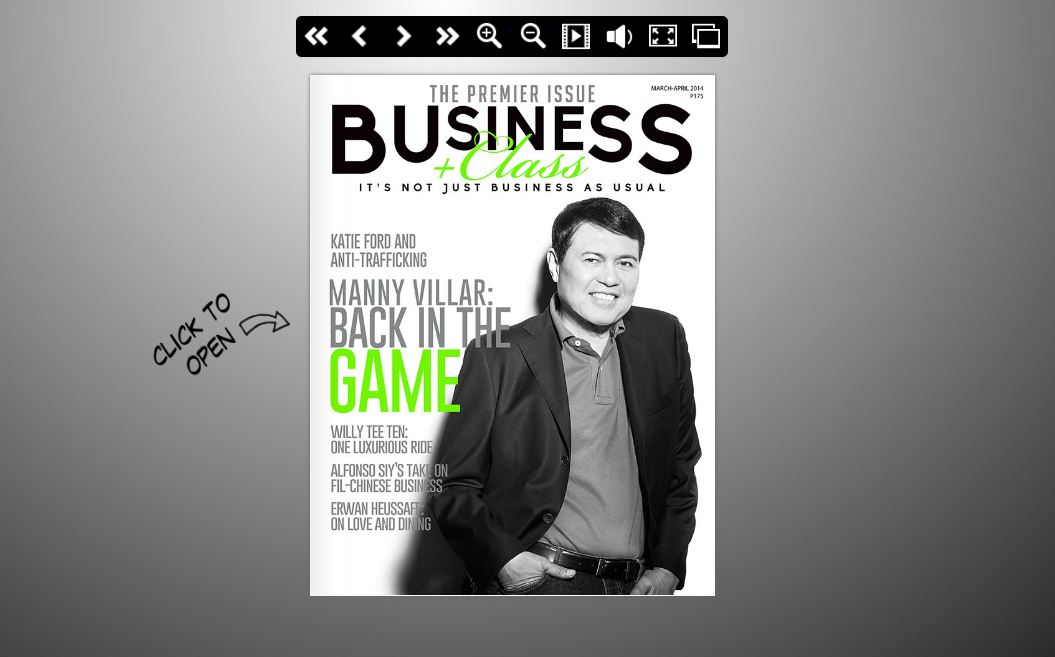 THE PREMIER ISSUE
MARCH-APRIL 2014
P175
BUSINESS
+Class
IT'S NOT JUST BUSINESS AS USUAL
KATIE FORD AND
ANTI-TRAFFICKING
MANNY VILLAR:
BACK IN THE
GAME
CLICK TO
OPEN
WILLY TEE TEN:
ONE LUXURIOUS RIDE
ALFONSO SIY'S TAKE ON
FIL-CHINESE BUSINESS
ERWAN HEUSSAFF:
ON LOVE AND DINING